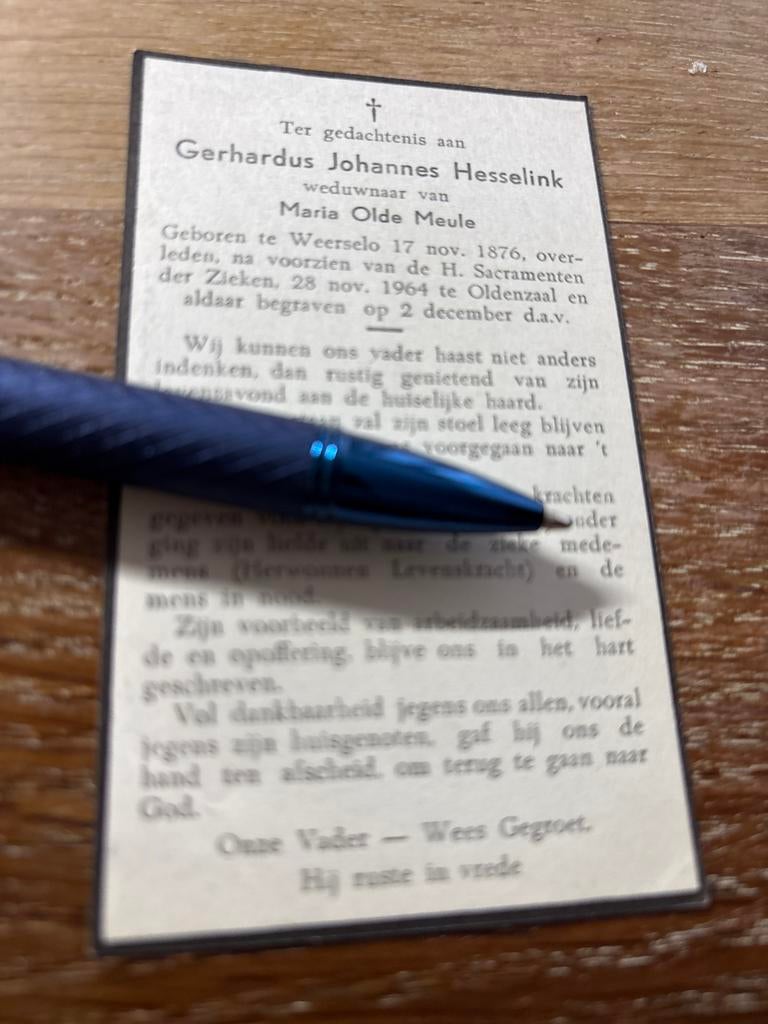 Ter gedachtenis aan
Gerhardus Johannes Hesselink
weduwnaar van
Maria Olde Meule
Geboren te Weerselo 17 nov. 1876, over-
leden, na voorzien van de H. Sacramenten
der Zieken, 28 nov. 1964 te Oldenzaal en
aldaar begraven op 2 december d.a.v.
Wij kunnen ons vader haast niet anders
indenken, dan rustig genietend van zijn
levensavond aan de huiselijke haard.
zal zijn stoel leeg blijven
voorgegaan naar 't
krachten
gegeven
ging zijn liefde uit naar de zieke mede-
mens (Herwonnen Levenskracht) en de
mens in nood.
Zijn voorbeeld van arbeidzaamheid, lief-
de en opoffering, blijve ons in het hart
geschreven.
Vol dankbaarheid jegens ons allen, vooral
jegens zijn huisgenoten, gaf hij ons de
hand ten afscheid, om terug te gaan naar
God.
Onze Vader — Wees Gegroet.
Hij ruste in vrede